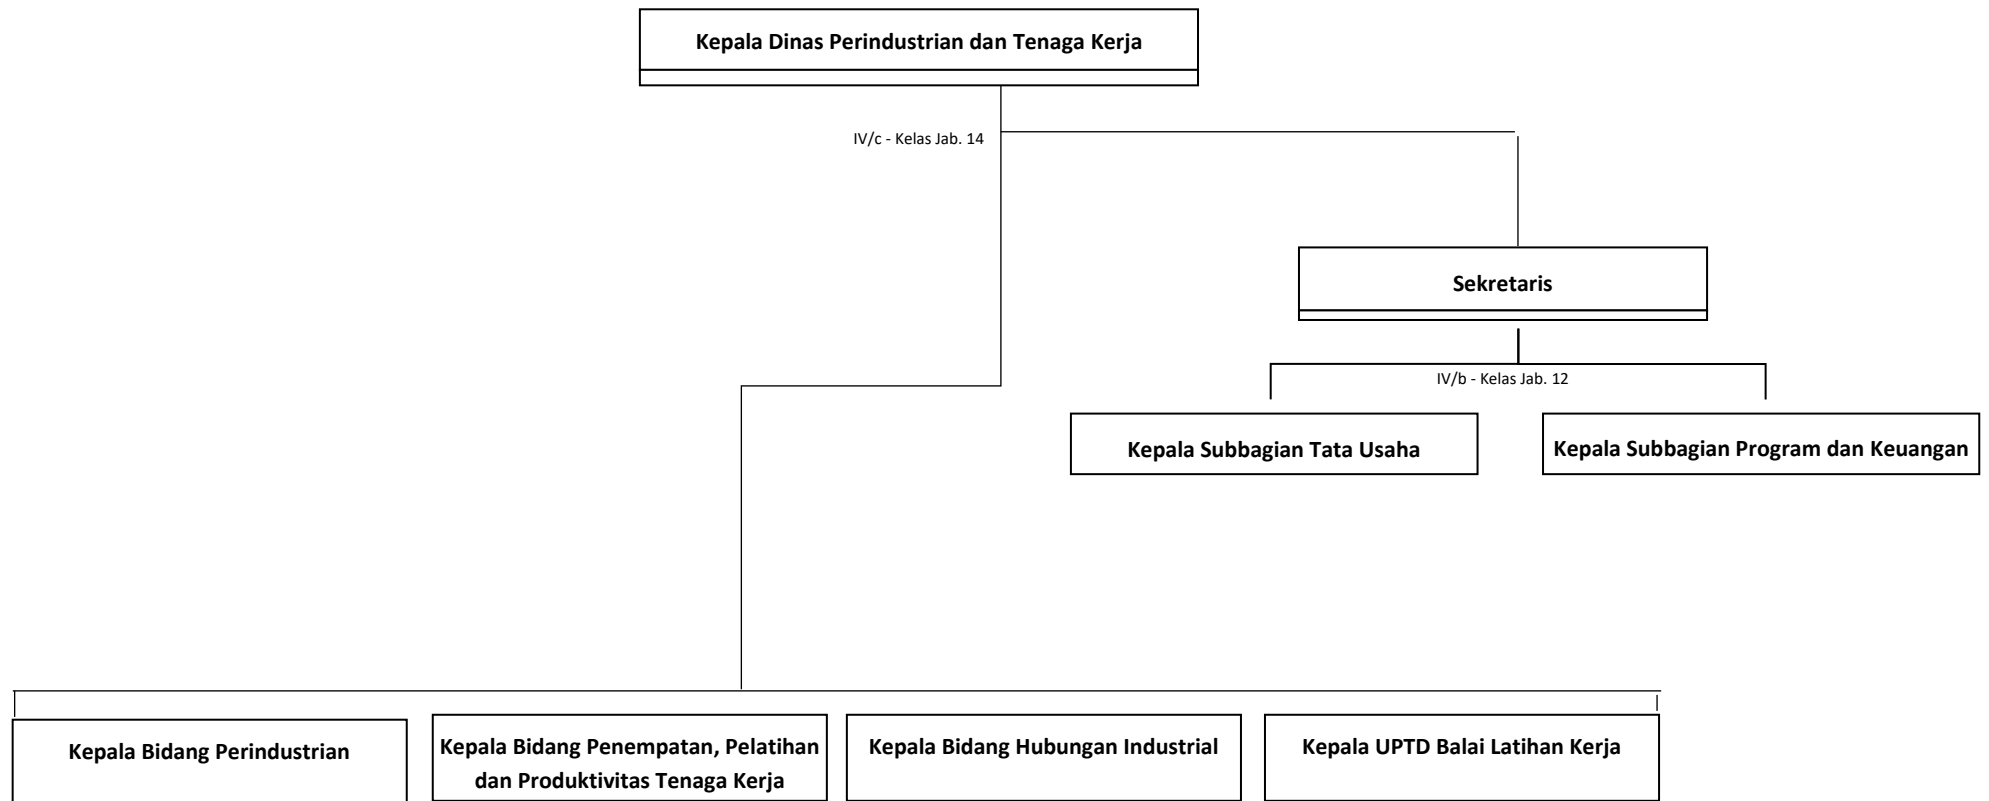 Kepala Dinas Perindustrian dan Tenaga Kerja
IV/c - Kelas Jab. 14
Sekretaris
IV/b - Kelas Jab. 12
Kepala Subbagian Tata Usaha
Kepala Subbagian Program dan Keuangan
Kepala Bidang Perindustrian
Kepala Bidang Penempatan, Pelatihan
dan Produktivitas Tenaga Kerja
Kepala Bidang Hubungan Industrial
Kepala UPTD Balai Latihan Kerja